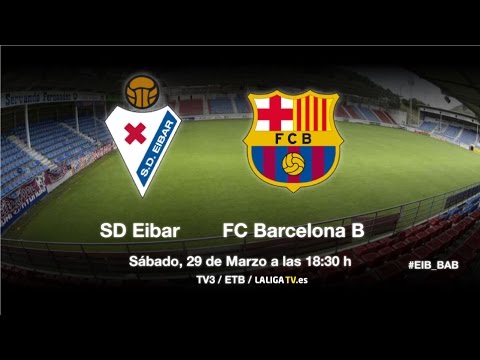 S.D. EIBAR
FCB
SD Eibar
FC Barcelona B
Sábado, 29 de Marzo a las 18:30 h
#EIB_BAB
TV3 / ETB / LALIGATV.es